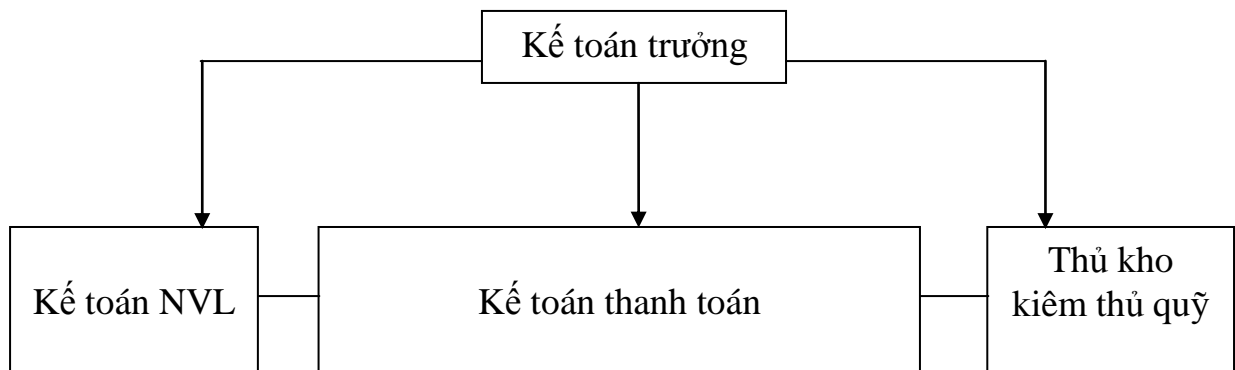 Kế toán trưởng
Kế toán NVL
Kế toán thanh toán
Thủ kho
kiêm thủ quỹ